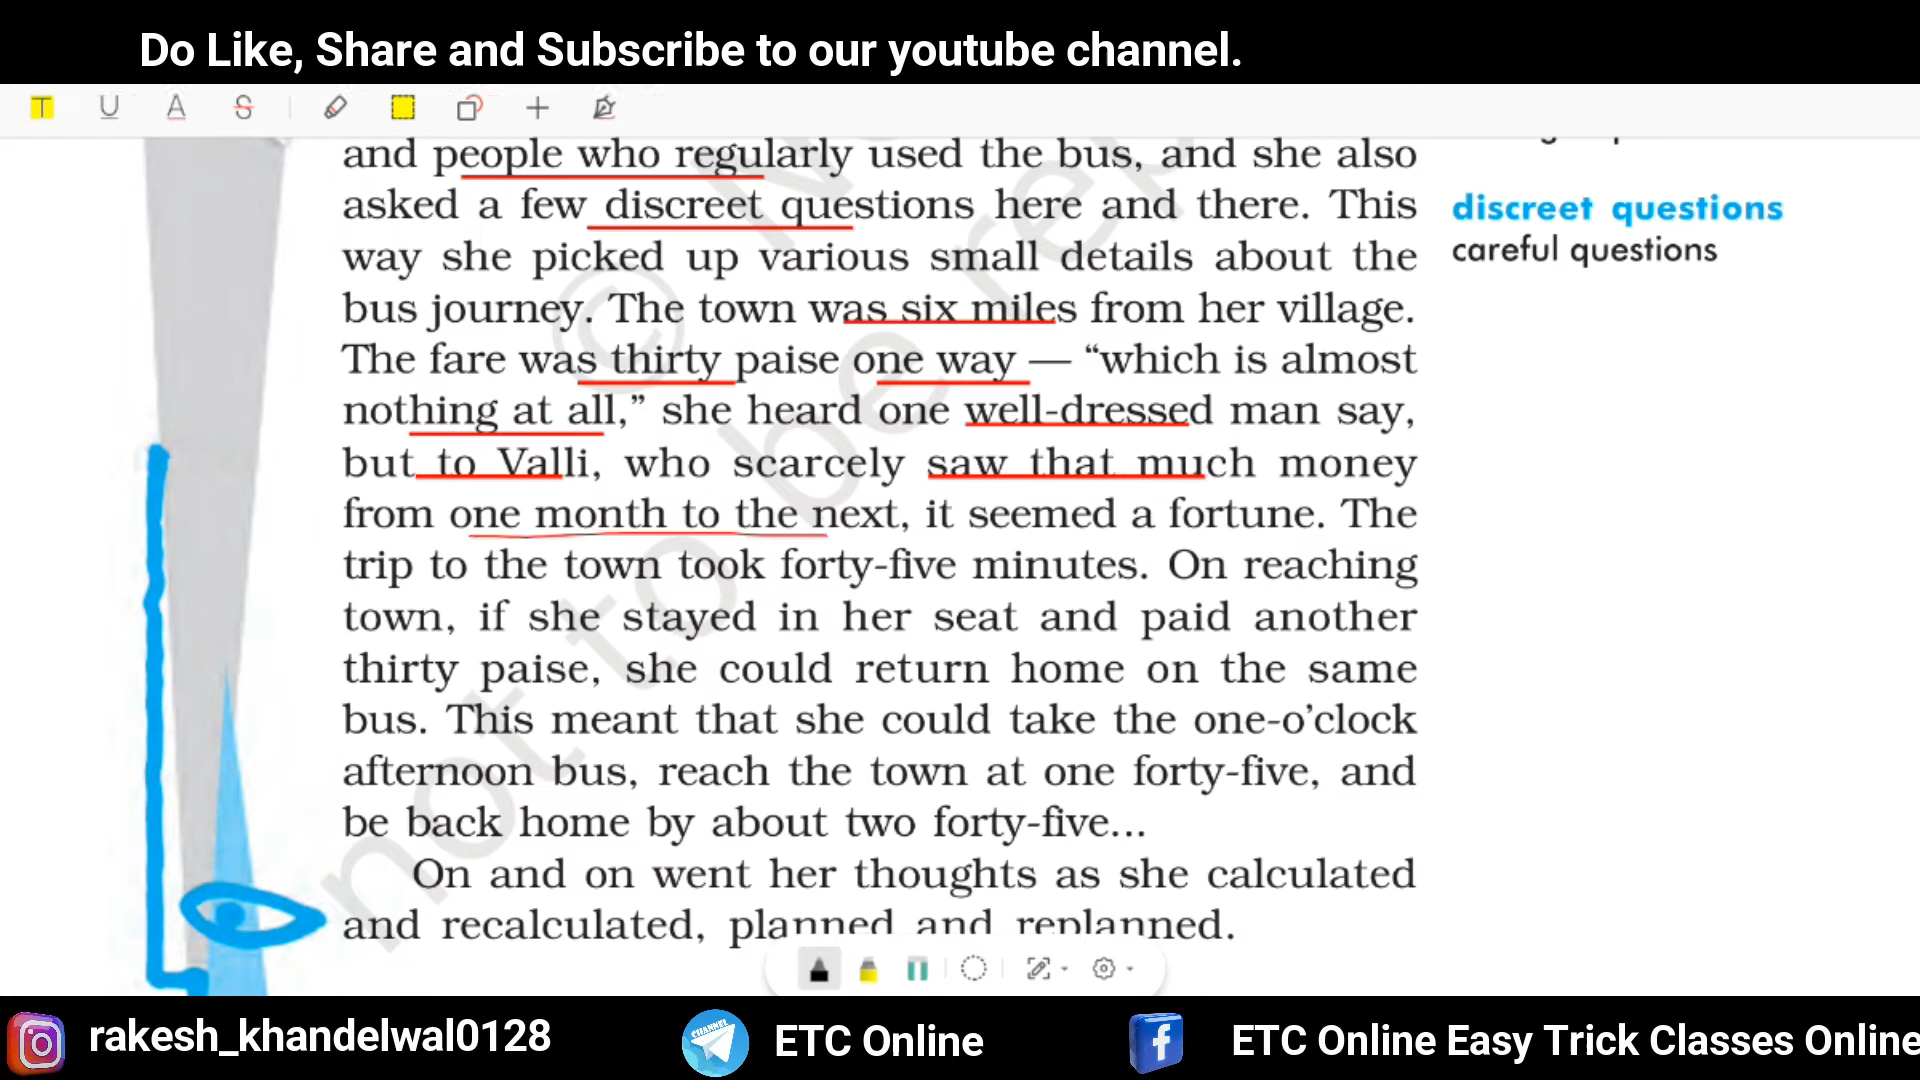 Do Like, Share and Subscribe to our youtube channel.
and people who regularly used the bus, and she also
asked a few discreet questions here and there. This
way she picked up various small details about the
bus journey. The town was six miles from her village.
The fare was thirty paise one way — “which is almost
nothing at all,” she heard one well-dressed man say,
but to Valli, who scarcely saw that much money
from one month to the next, it seemed a fortune. The
trip to the town took forty-five minutes. On reaching
town, if she stayed in her seat and paid another
thirty paise, she could return home on the same
bus. This meant that she could take the one-o’clock
afternoon bus, reach the town at one forty-five, and
be back home by about two forty-five...
On and on went her thoughts as she calculated
and recalculated, planned and replanned.
discreet questions
careful questions
© N
not to be rep
rakesh_khandelwal0128
CHANNEL
ETC Online
ETC Online Easy Trick Classes Online